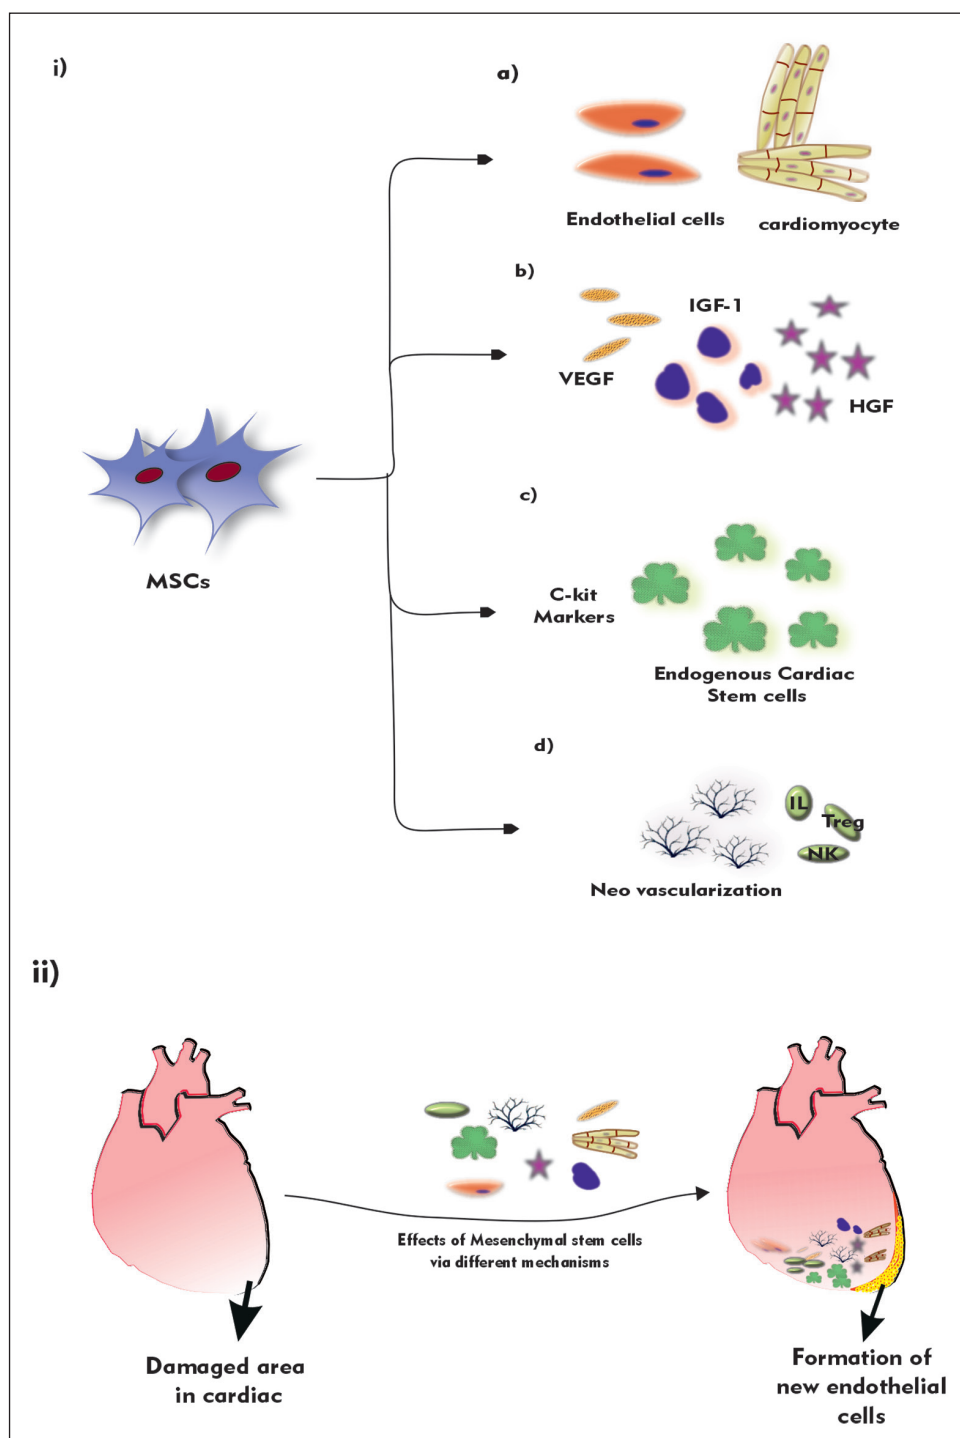 i)
a)
Endothelial cells
cardiomyocyte
b)
IGF-1
VEGF
HGF
c)
MSCs
C-kit
Markers
Endogenous Cardiac
Stem cells
d)
IL
Treg
NK
Neo vascularization
ii)
Effects of Mesenchymal stem cells
via different mechanisms
Damaged area
in cardiac
Formation of
new endothelial
cells